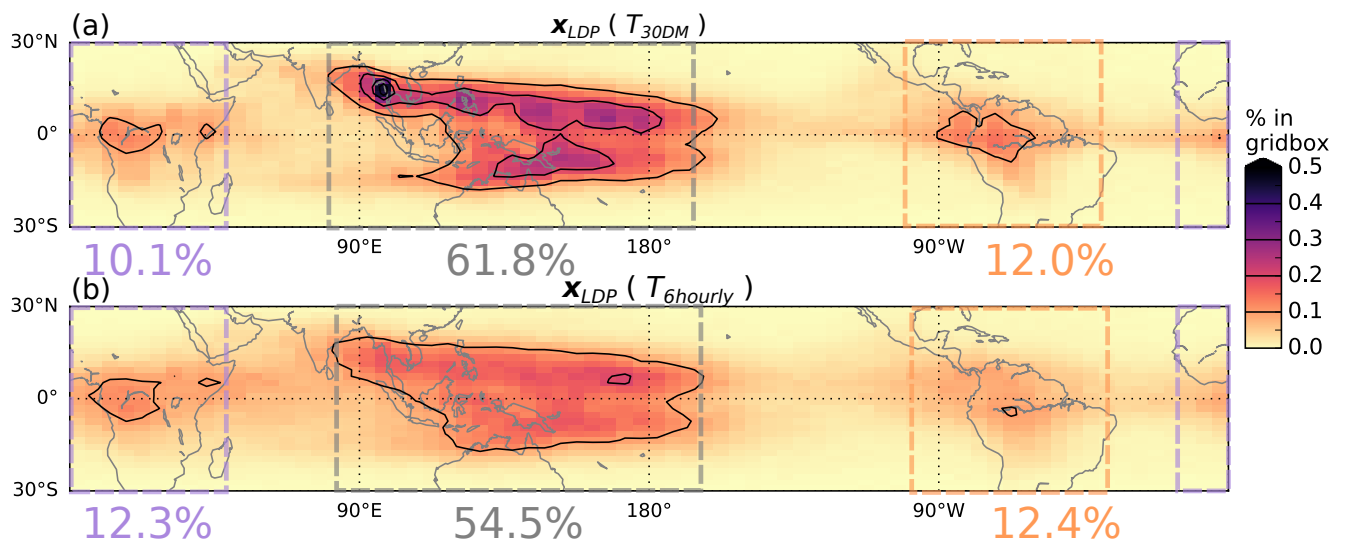 (a) x_LDP ( T_30DM )
30°N
0°
30°S
90°E 180° 90°W
10.1% 61.8% 12.0%
% in
gridbox
0.5
0.4
0.3
0.2
0.1
0.0
(b) x_LDP ( T_6hourly )
30°N
0°
30°S
90°E 180° 90°W
12.3% 54.5% 12.4%